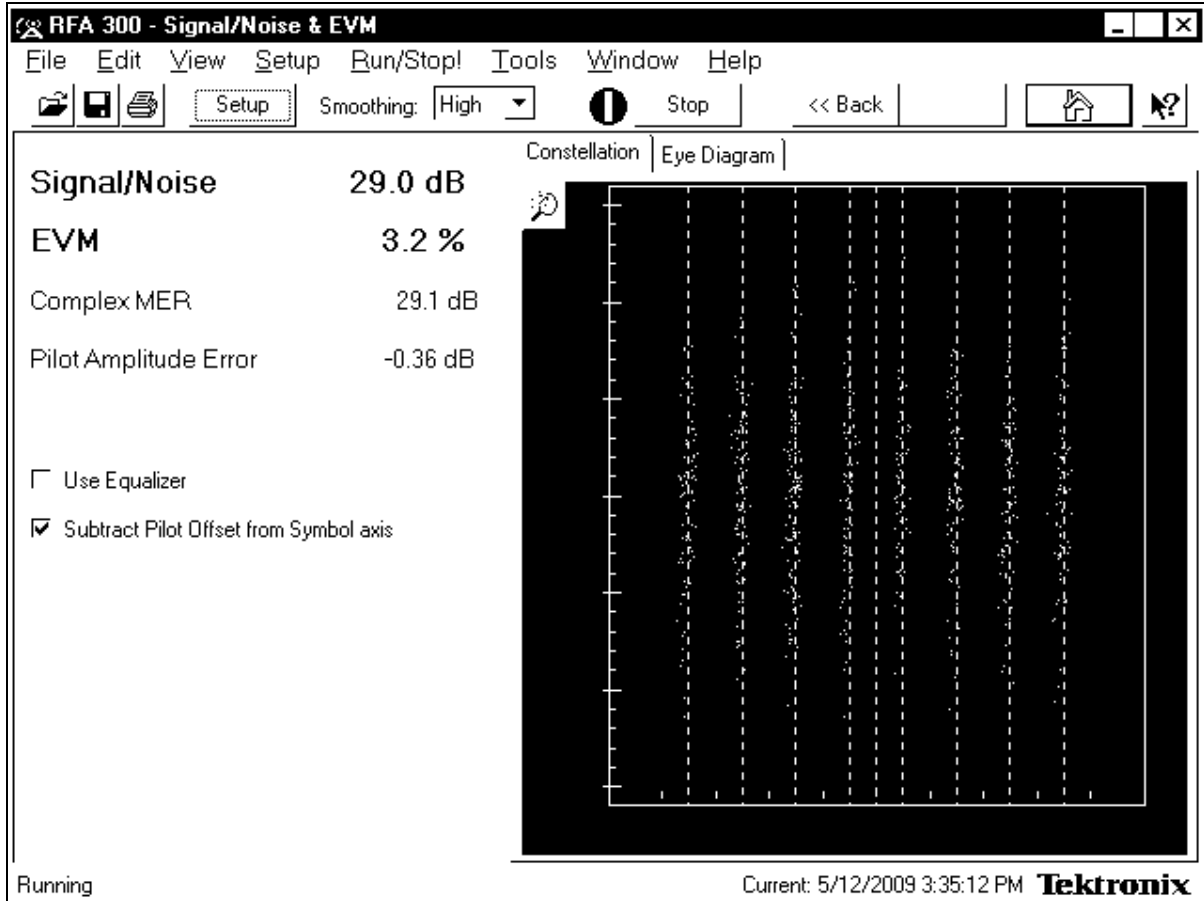 RFA 300 - Signal/Noise & EVM
File Edit View Setup Run/Stop! Tools Window Help
Setup Smoothing: High Stop << Back
Constellation Eye Diagram
Signal/Noise 29.0 dB
EVM 3.2 %
Complex MER 29.1 dB
Pilot Amplitude Error -0.36 dB
Use Equalizer
Subtract Pilot Offset from Symbol axis
Running Current: 5/12/2009 3:35:12 PM Tektronix